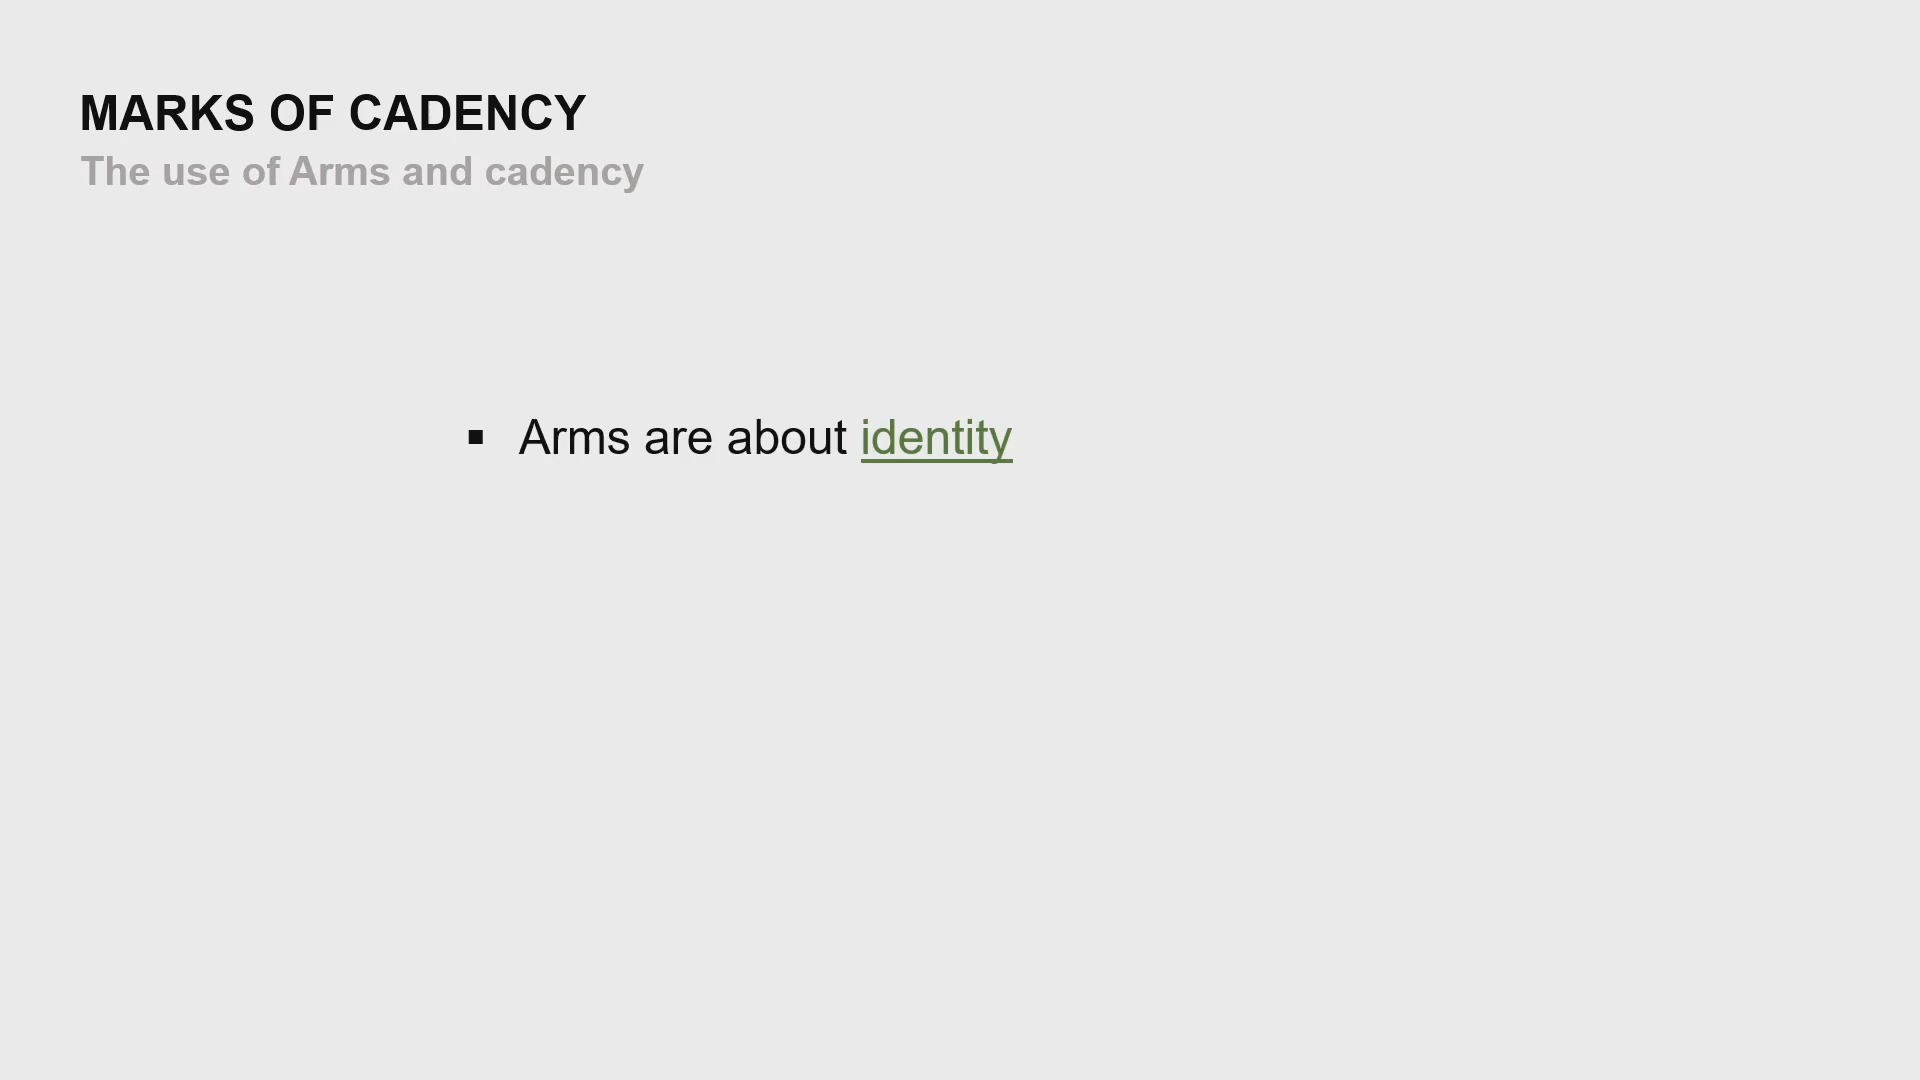 MARKS OF CADENCY
The use of Arms and cadency
▪ Arms are about identity